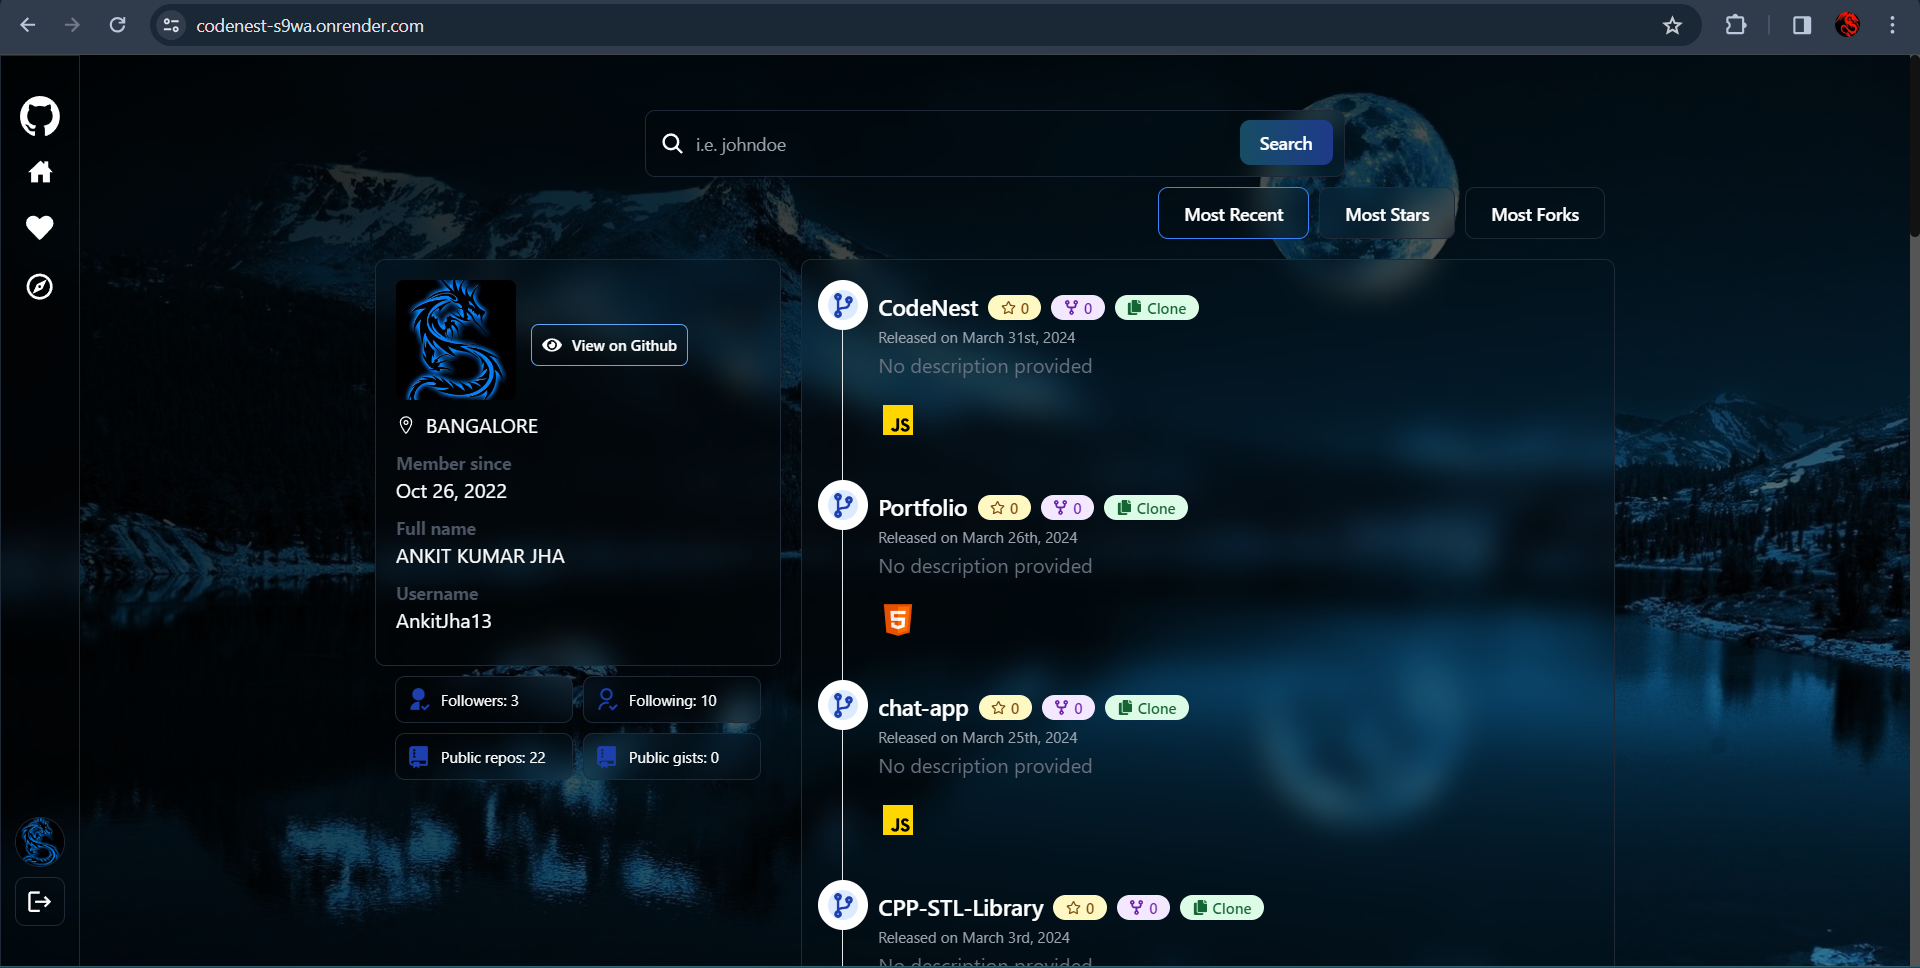 codenest-s9wa.onrender.com
i.e. johndoe
Search
Most Recent
Most Stars
Most Forks
View on Github
BANGALORE
Member since
Oct 26, 2022
Full name
ANKIT KUMAR JHA
Username
AnkitJha13
Followers: 3
Following: 10
Public repos: 22
Public gists: 0
CodeNest 0 0 Clone
Released on March 31st, 2024
No description provided
JS
Portfolio 0 0 Clone
Released on March 26th, 2024
No description provided
5
chat-app 0 0 Clone
Released on March 25th, 2024
No description provided
JS
CPP-STL-Library 0 0 Clone
Released on March 3rd, 2024
No description provided